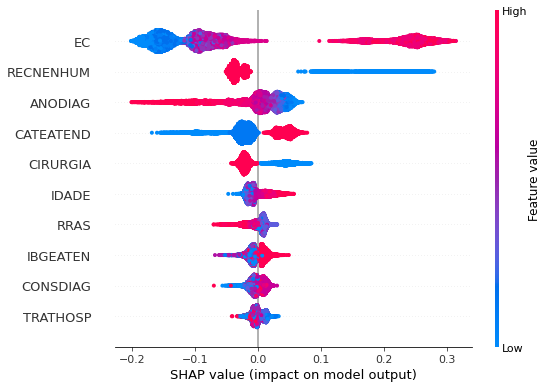 High
EC
RECNENHUM
ANODIAG
CATEATEND
CIRURGIA
IDADE
RRAS
IBGEATEN
CONSDIAG
TRATHOSP
Feature value
Low
−0.2 −0.1 0.0 0.1 0.2 0.3
SHAP value (impact on model output)